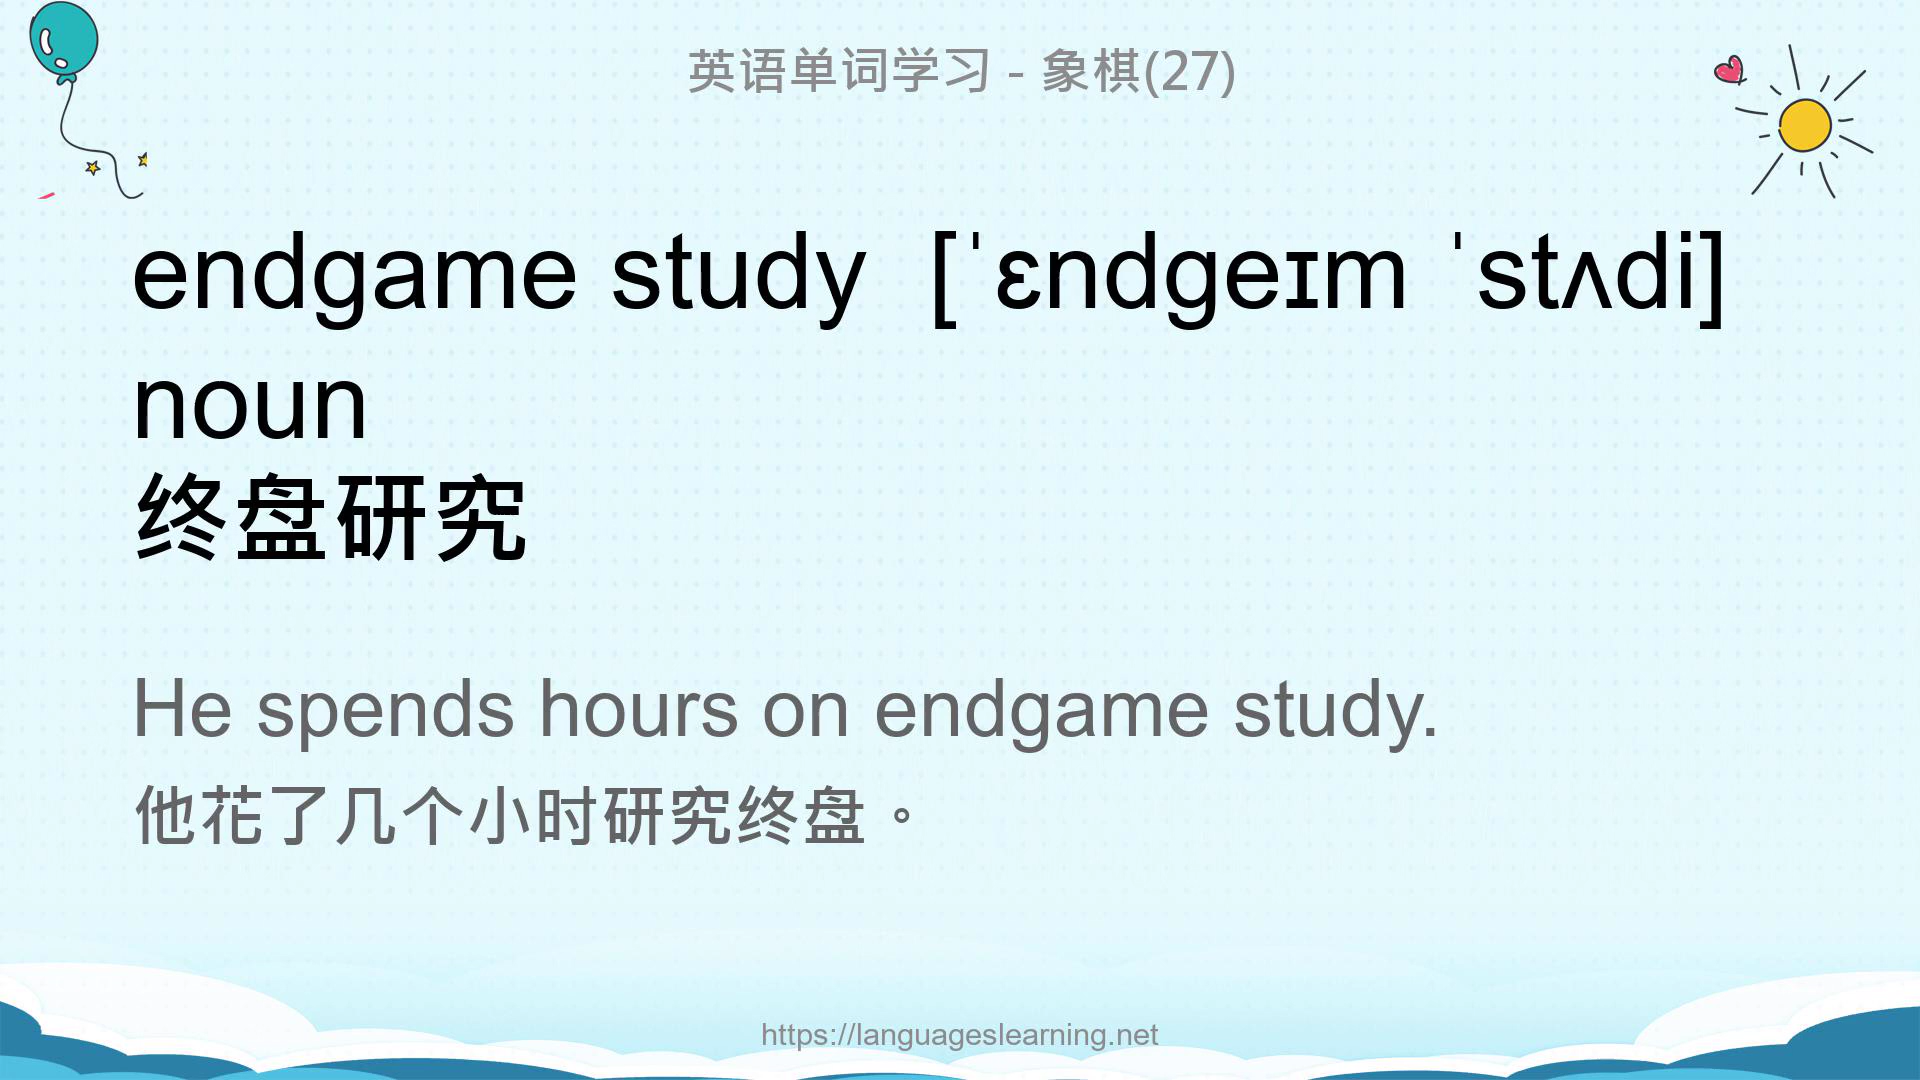 英语单词学习 - 象棋(27)
endgame study [ˈɛndgeɪm ˈstʌdi]
noun
终盘研究
He spends hours on endgame study.
他花了几个小时研究终盘。
https://languageslearning.net